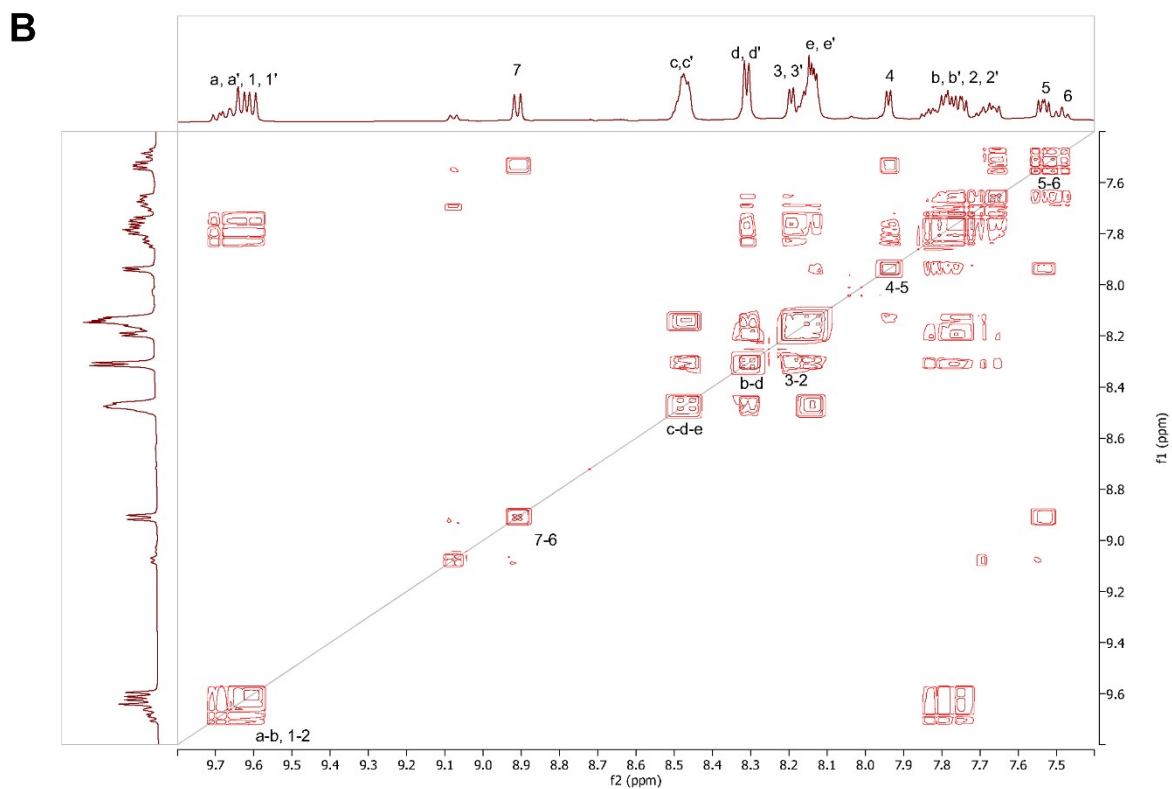 B
a, a', 1, 1'
7
c,c'
d, d'
3, 3'
e, e'
4
b, b', 2, 2'
5
6
5-6
4-5
b-d
3-2
c-d-e
7-6
a-b, 1-2
7.6
7.8
8.0
8.2
8.4
8.6
8.8
9.0
9.2
9.4
9.6
f1 (ppm)
9.7 9.6 9.5 9.4 9.3 9.2 9.1 9.0 8.9 8.8 8.7 8.6 8.5 8.4 8.3 8.2 8.1 8.0 7.9 7.8 7.7 7.6 7.5
f2 (ppm)